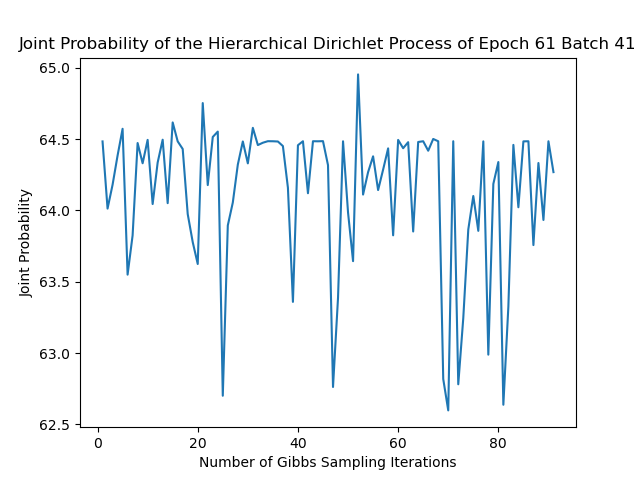 Joint Probability of the Hierarchical Dirichlet Process of Epoch 61 Batch 41
65.0
64.5
64.0
63.5
63.0
62.5
Joint Probability
0 20 40 60 80
Number of Gibbs Sampling Iterations